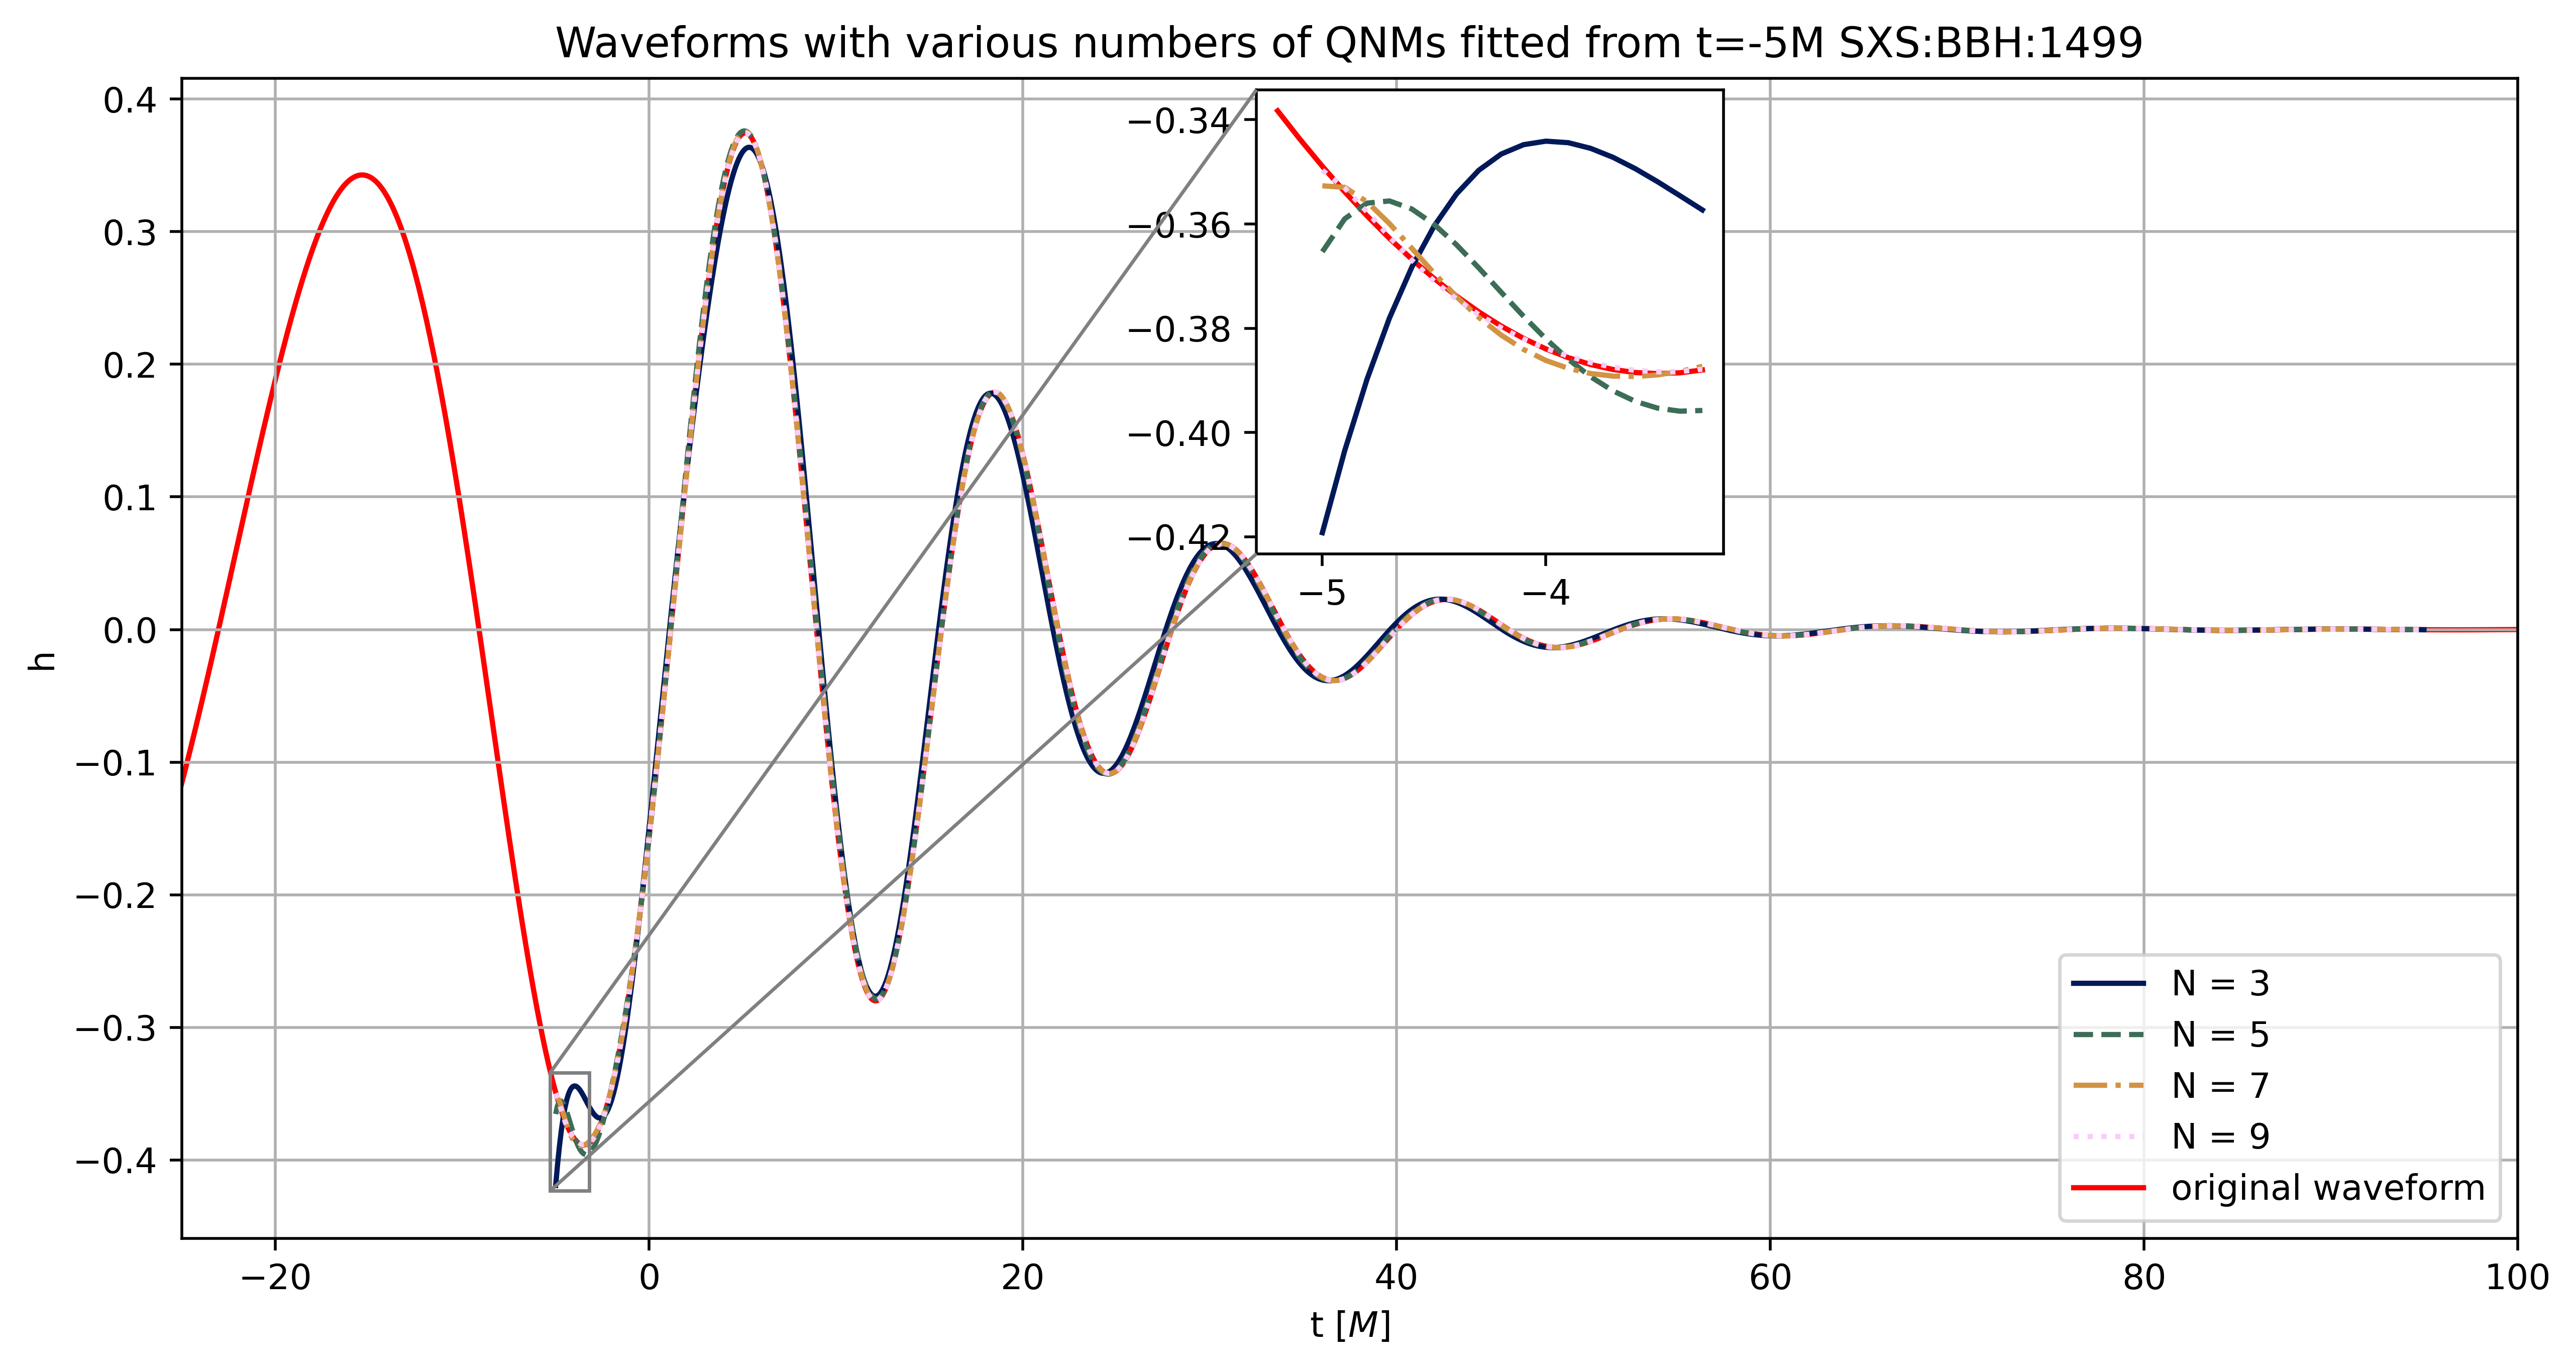 Waveforms with various numbers of QNMs fitted from t=-5M SXS:BBH:1499
0.4
0.3
0.2
0.1
0.0
−0.1
−0.2
−0.3
−0.4
h
−0.34
−0.36
−0.38
−0.40
−0.42
−5 −4
N = 3
N = 5
N = 7
N = 9
original waveform
−20 0 20 40 60 80 100
t [M]